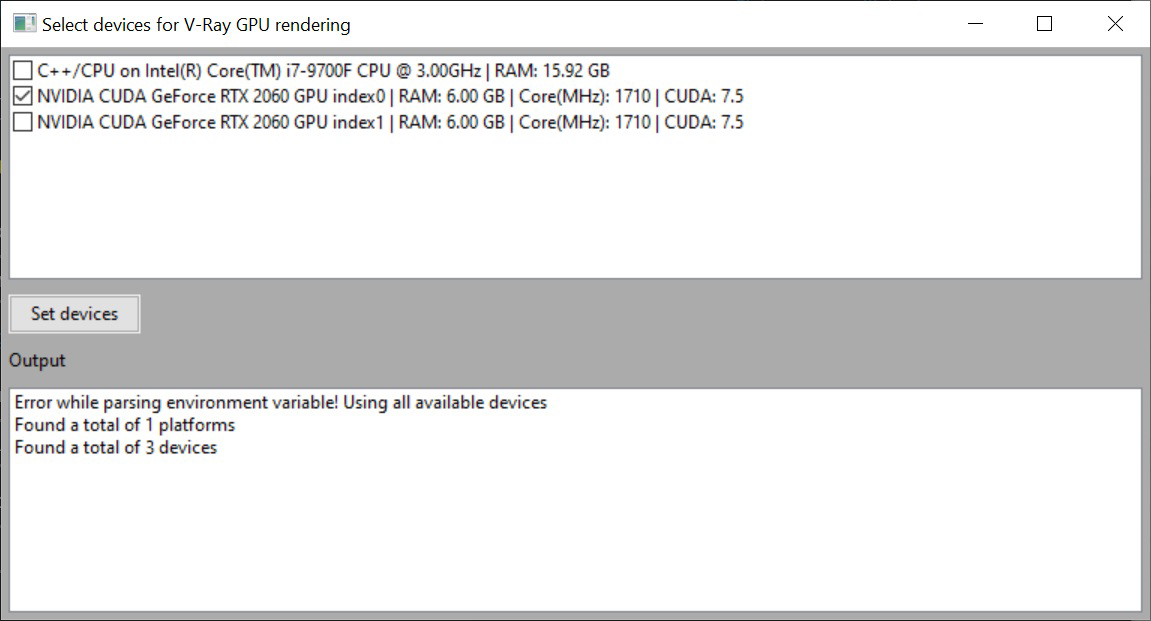 Select devices for V-Ray GPU rendering
C++/CPU on Intel(R) Core(TM) i7-9700F CPU @ 3.00GHz | RAM: 15.92 GB
NVIDIA CUDA GeForce RTX 2060 GPU index0 | RAM: 6.00 GB | Core(MHz): 1710 | CUDA: 7.5
NVIDIA CUDA GeForce RTX 2060 GPU index1 | RAM: 6.00 GB | Core(MHz): 1710 | CUDA: 7.5
Set devices
Output
Error while parsing environment variable! Using all available devices
Found a total of 1 platforms
Found a total of 3 devices